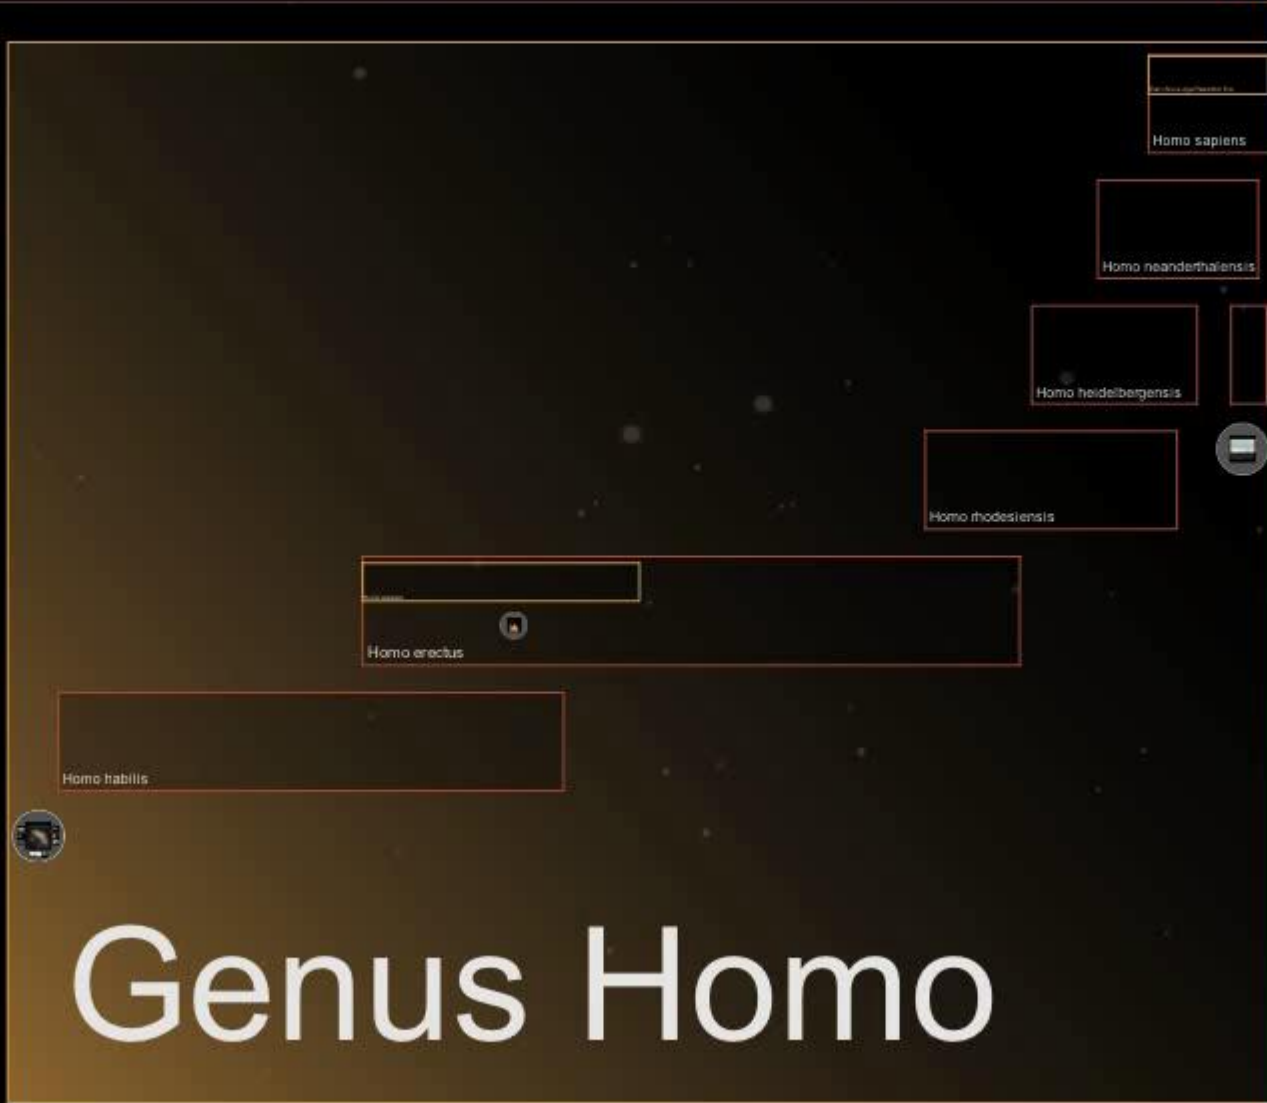 Homo sapiens
Homo neanderthalensis
Homo heidelbergensis
Homo rhodesiensis
Homo erectus
Homo habilis
Genus Homo